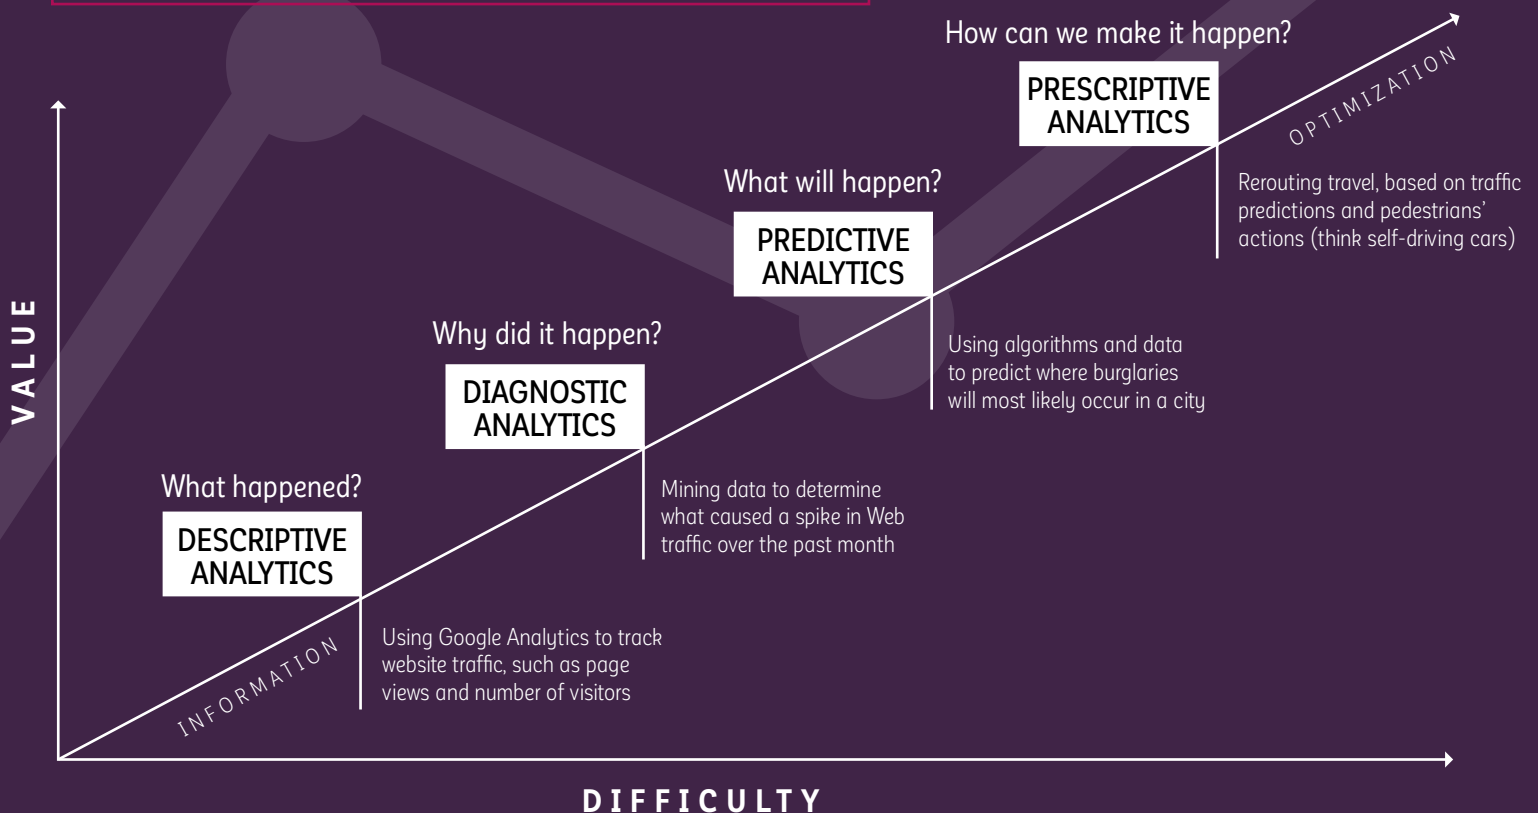 How can we make it happen?
PRESCRIPTIVE
ANALYTICS
OPTIMIZATION
Rerouting travel, based on traffic
predictions and pedestrians’
actions (think self-driving cars)
What will happen?
PREDICTIVE
ANALYTICS
Using algorithms and data
to predict where burglaries
will most likely occur in a city
Why did it happen?
DIAGNOSTIC
ANALYTICS
Mining data to determine
what caused a spike in Web
traffic over the past month
What happened?
DESCRIPTIVE
ANALYTICS
Using Google Analytics to track
website traffic, such as page
views and number of visitors
INFORMATION
VALUE
DIFFICULTY